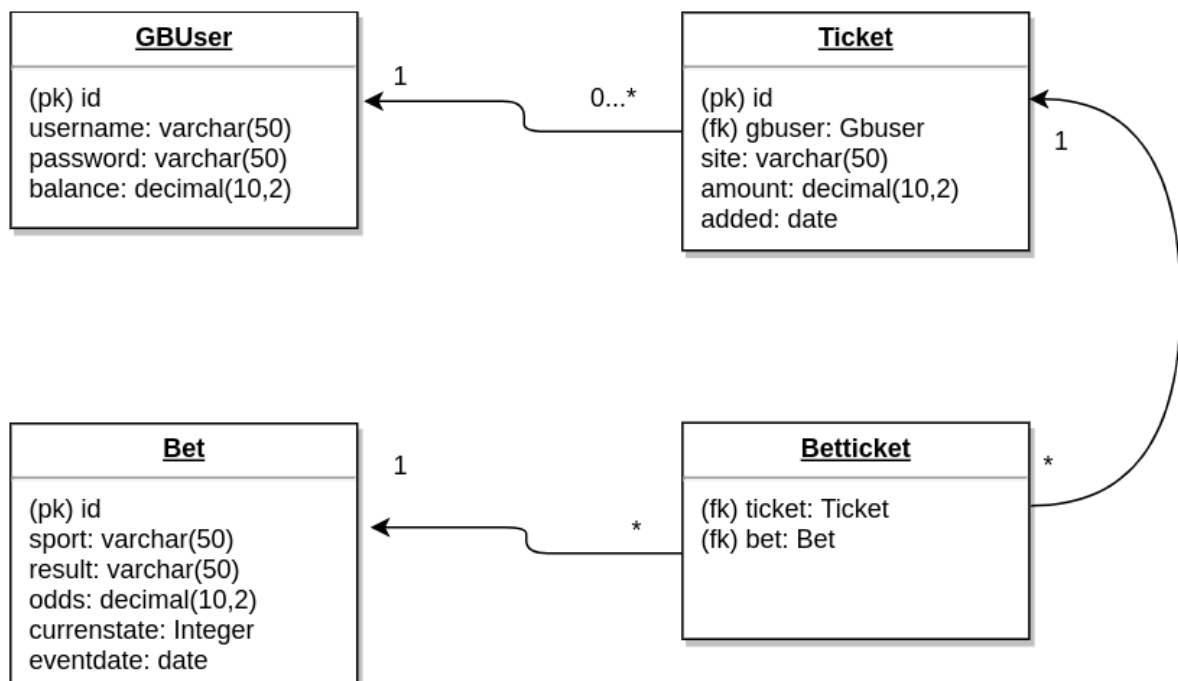 GBUser
(pk) id
username: varchar(50)
password: varchar(50)
balance: decimal(10,2)
1
0...*
Ticket
(pk) id
(fk) gbuser: Gbuser
site: varchar(50)
amount: decimal(10,2)
added: date
1
Bet
(pk) id
sport: varchar(50)
result: varchar(50)
odds: decimal(10,2)
currenstate: Integer
eventdate: date
1
*
Betticket
(fk) ticket: Ticket
(fk) bet: Bet
*